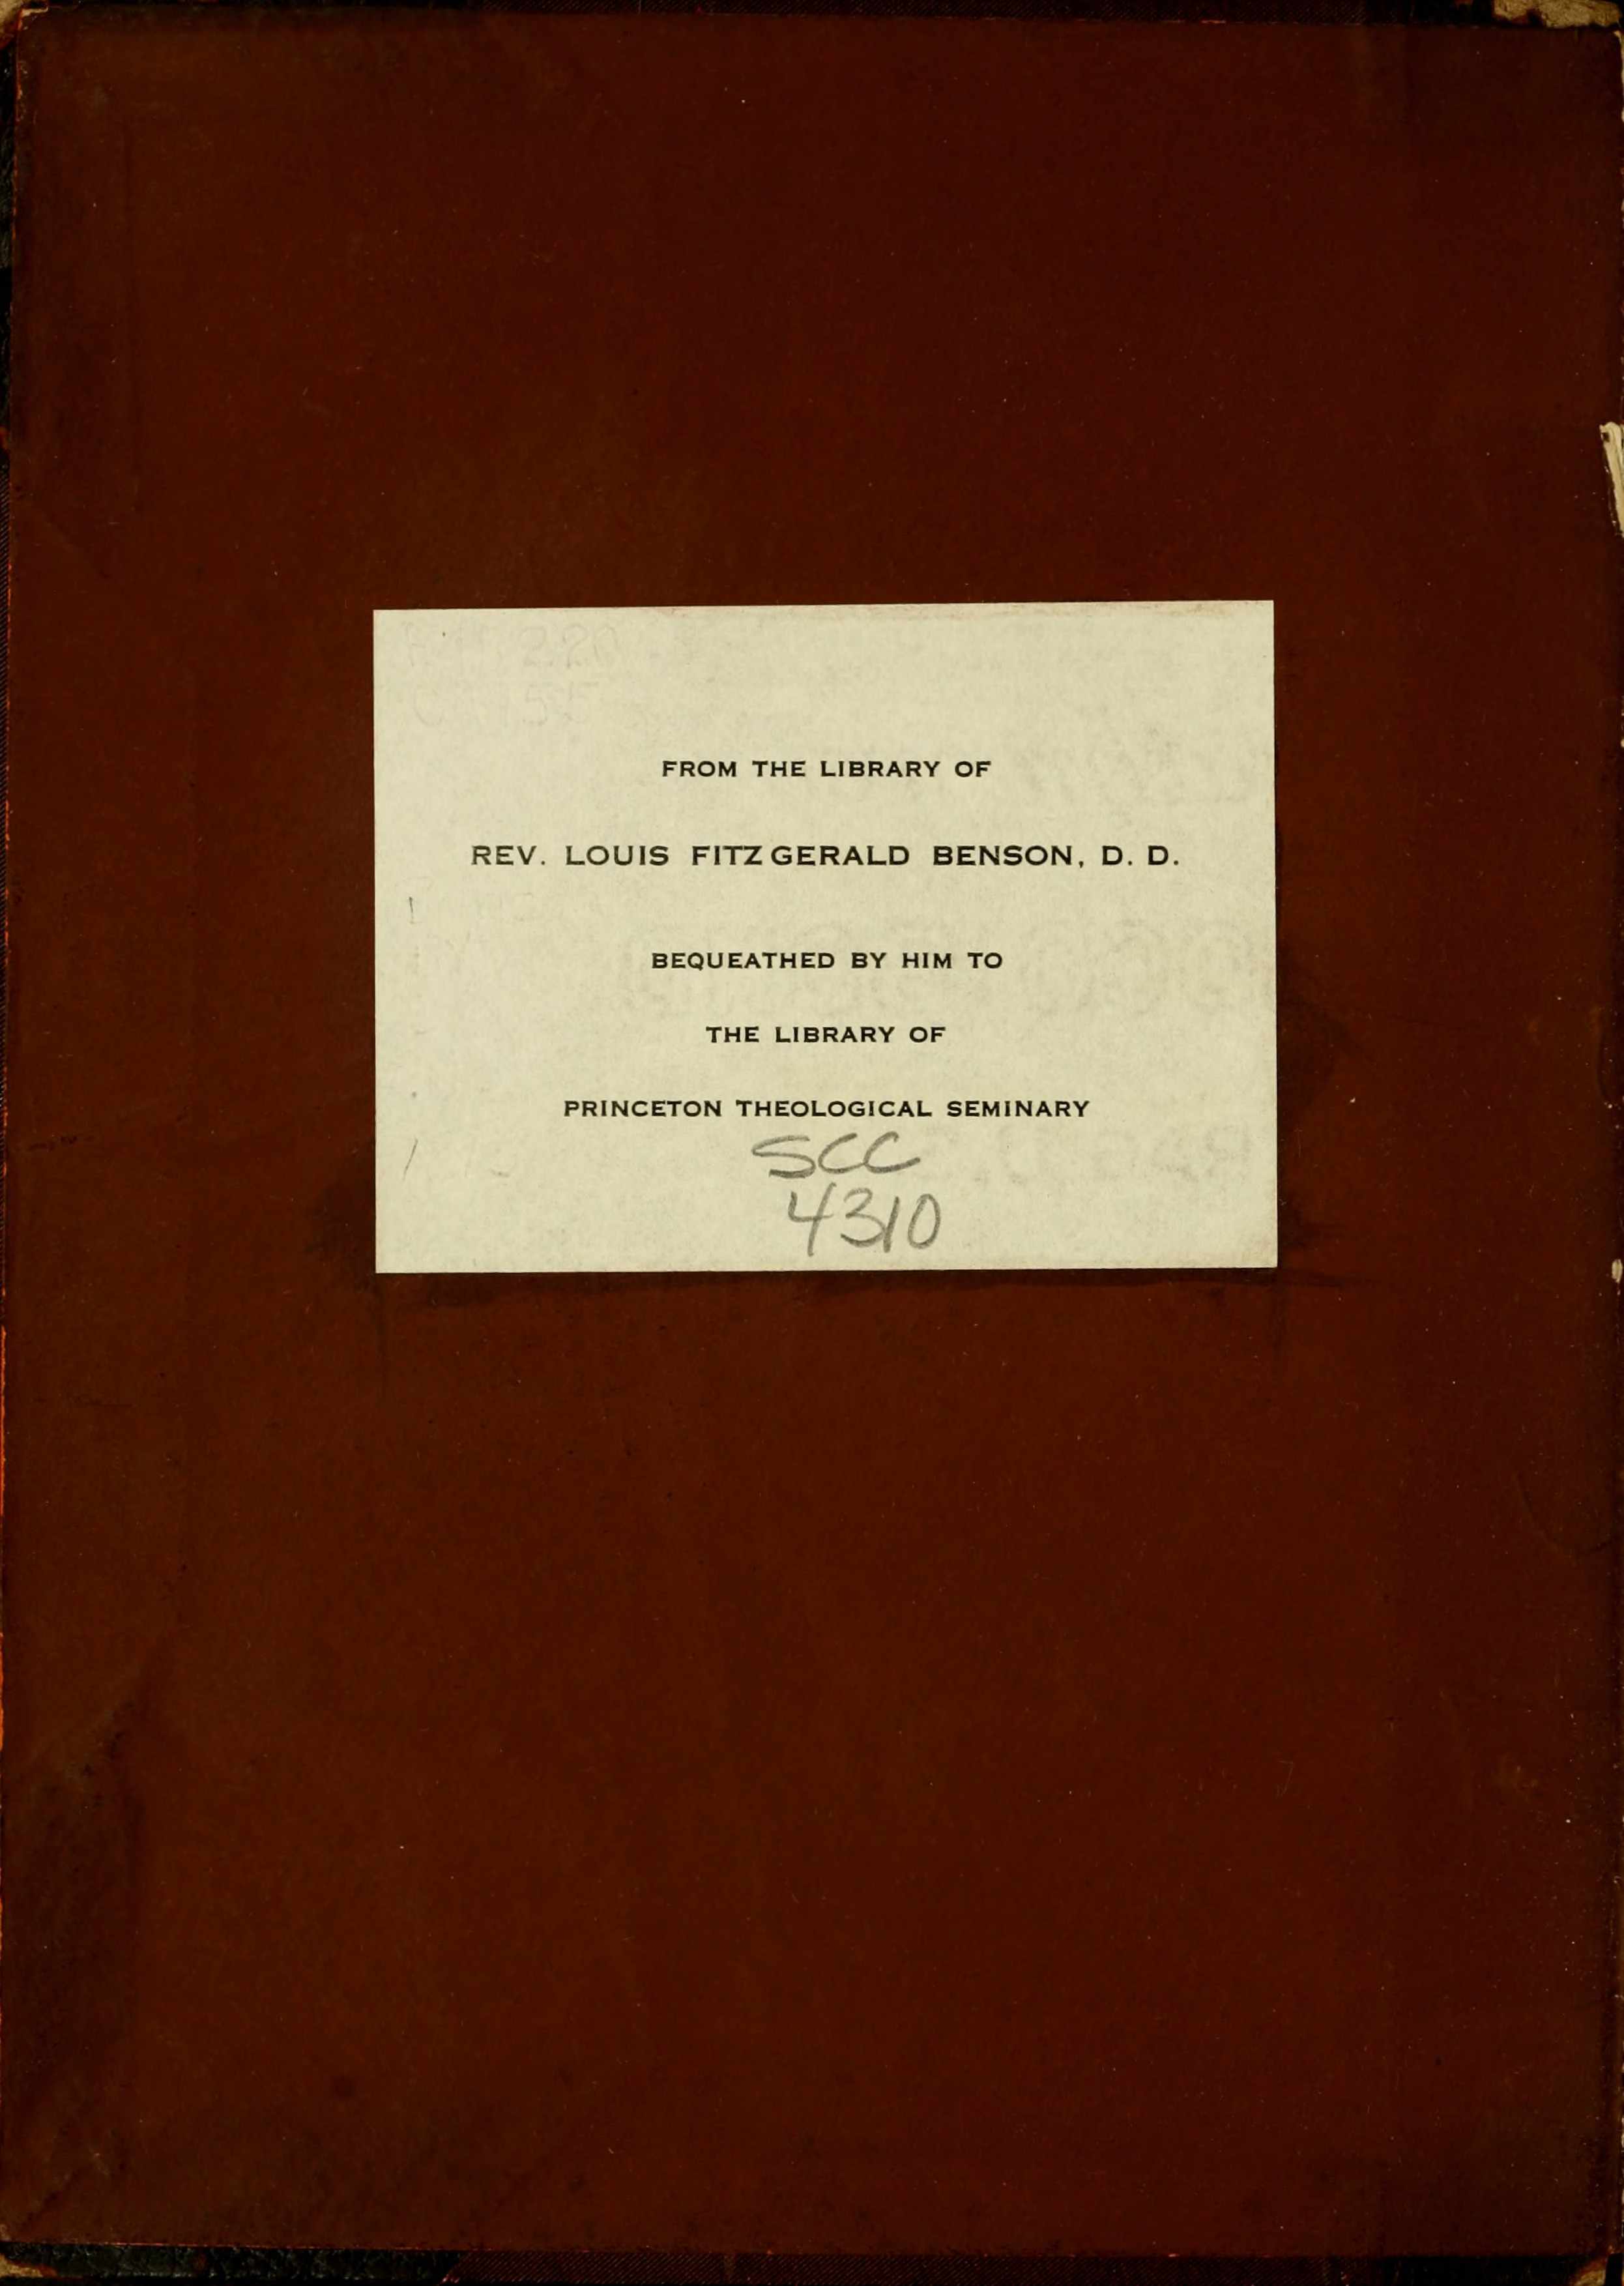 FROM THE LIBRARY OF
REV. LOUIS FITZGERALD BENSON, D. D.
BEQUEATHED BY HIM TO
THE LIBRARY OF
PRINCETON THEOLOGICAL SEMINARY
SCC
4310